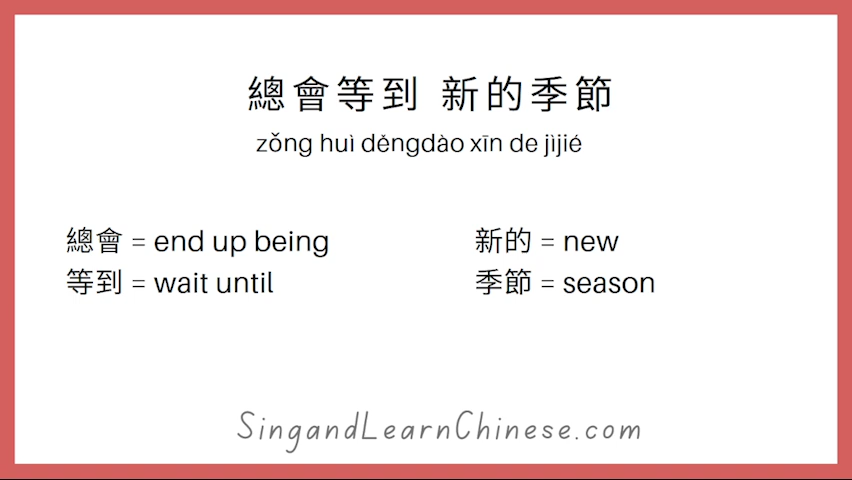 總會等到 新的季節
zǒng huì děngdào xīn de jìjié
總會 = end up being
等到 = wait until
新的 = new
季節 = season
SingandLearnChinese.com